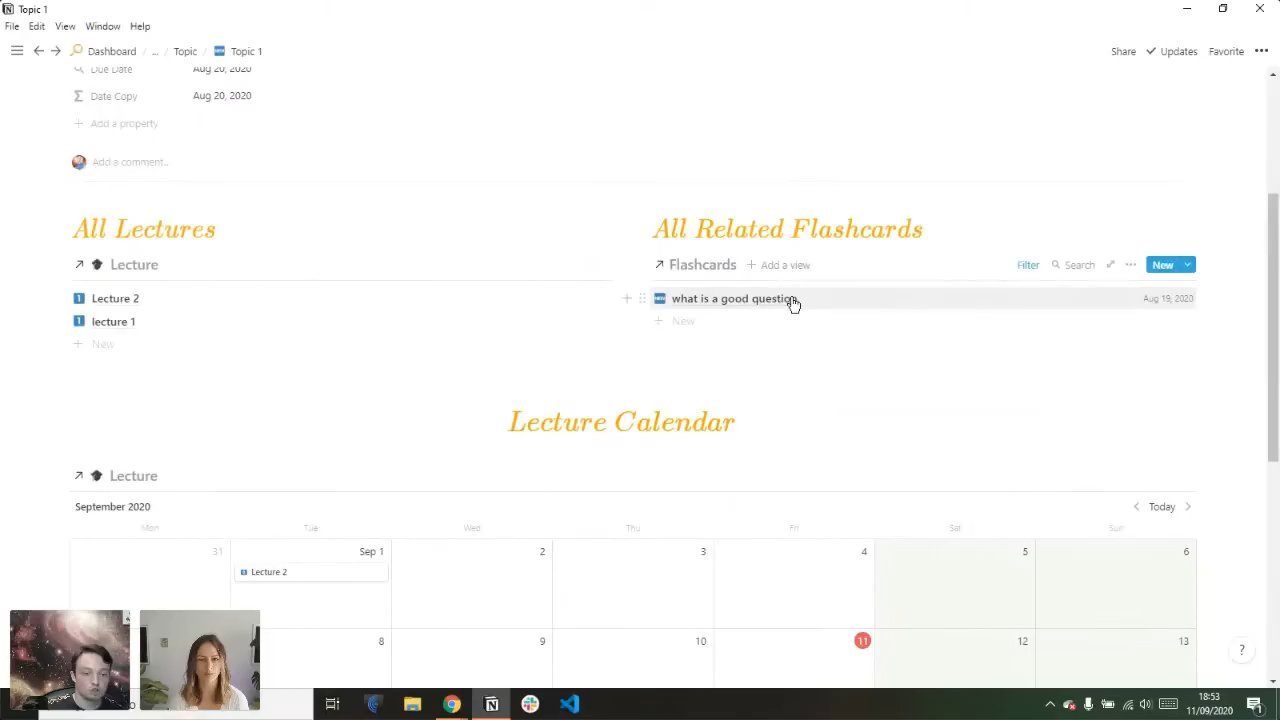 Topic 1
File Edit View Window Help
Dashboard / ... / Topic / Topic 1
Share Updates Favorite
Due Date Aug 20, 2020
Date Copy Aug 20, 2020
Add a property
Add a comment...
All Lectures
All Related Flashcards
Lecture
Flashcards + Add a view Filter Search New
Lecture 2
what is a good question Aug 19, 2020
lecture 1
New
New
Lecture Calendar
Lecture
September 2020
Today
Mon Tue Wed Thu Fri Sat Sun
31 Sep 1 2 3 4 5 6
Lecture 2
8 9 10 11 12 13
18:53
11/09/2020